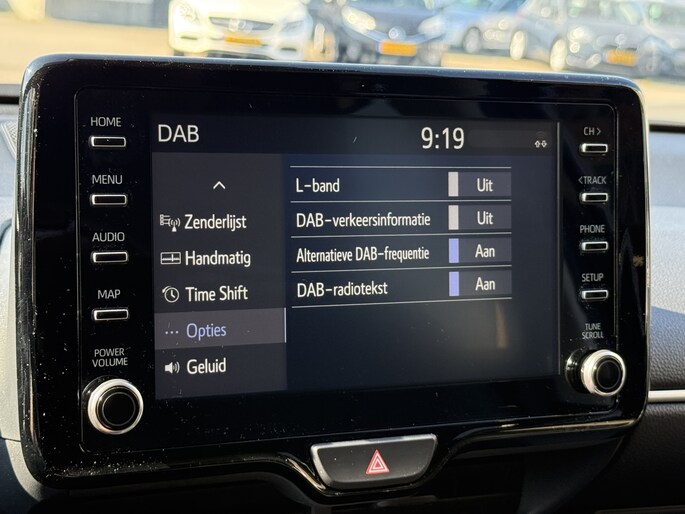 HOME
MENU
AUDIO
MAP
POWER
VOLUME
DAB
9:19
Zenderlijst
Handmatig
Time Shift
Opties
Geluid
L-band Uit
DAB-verkeersinformatie Uit
Alternatieve DAB-frequentie Aan
DAB-radiotekst Aan
CH >
< TRACK
PHONE
SETUP
TUNE
SCROLL